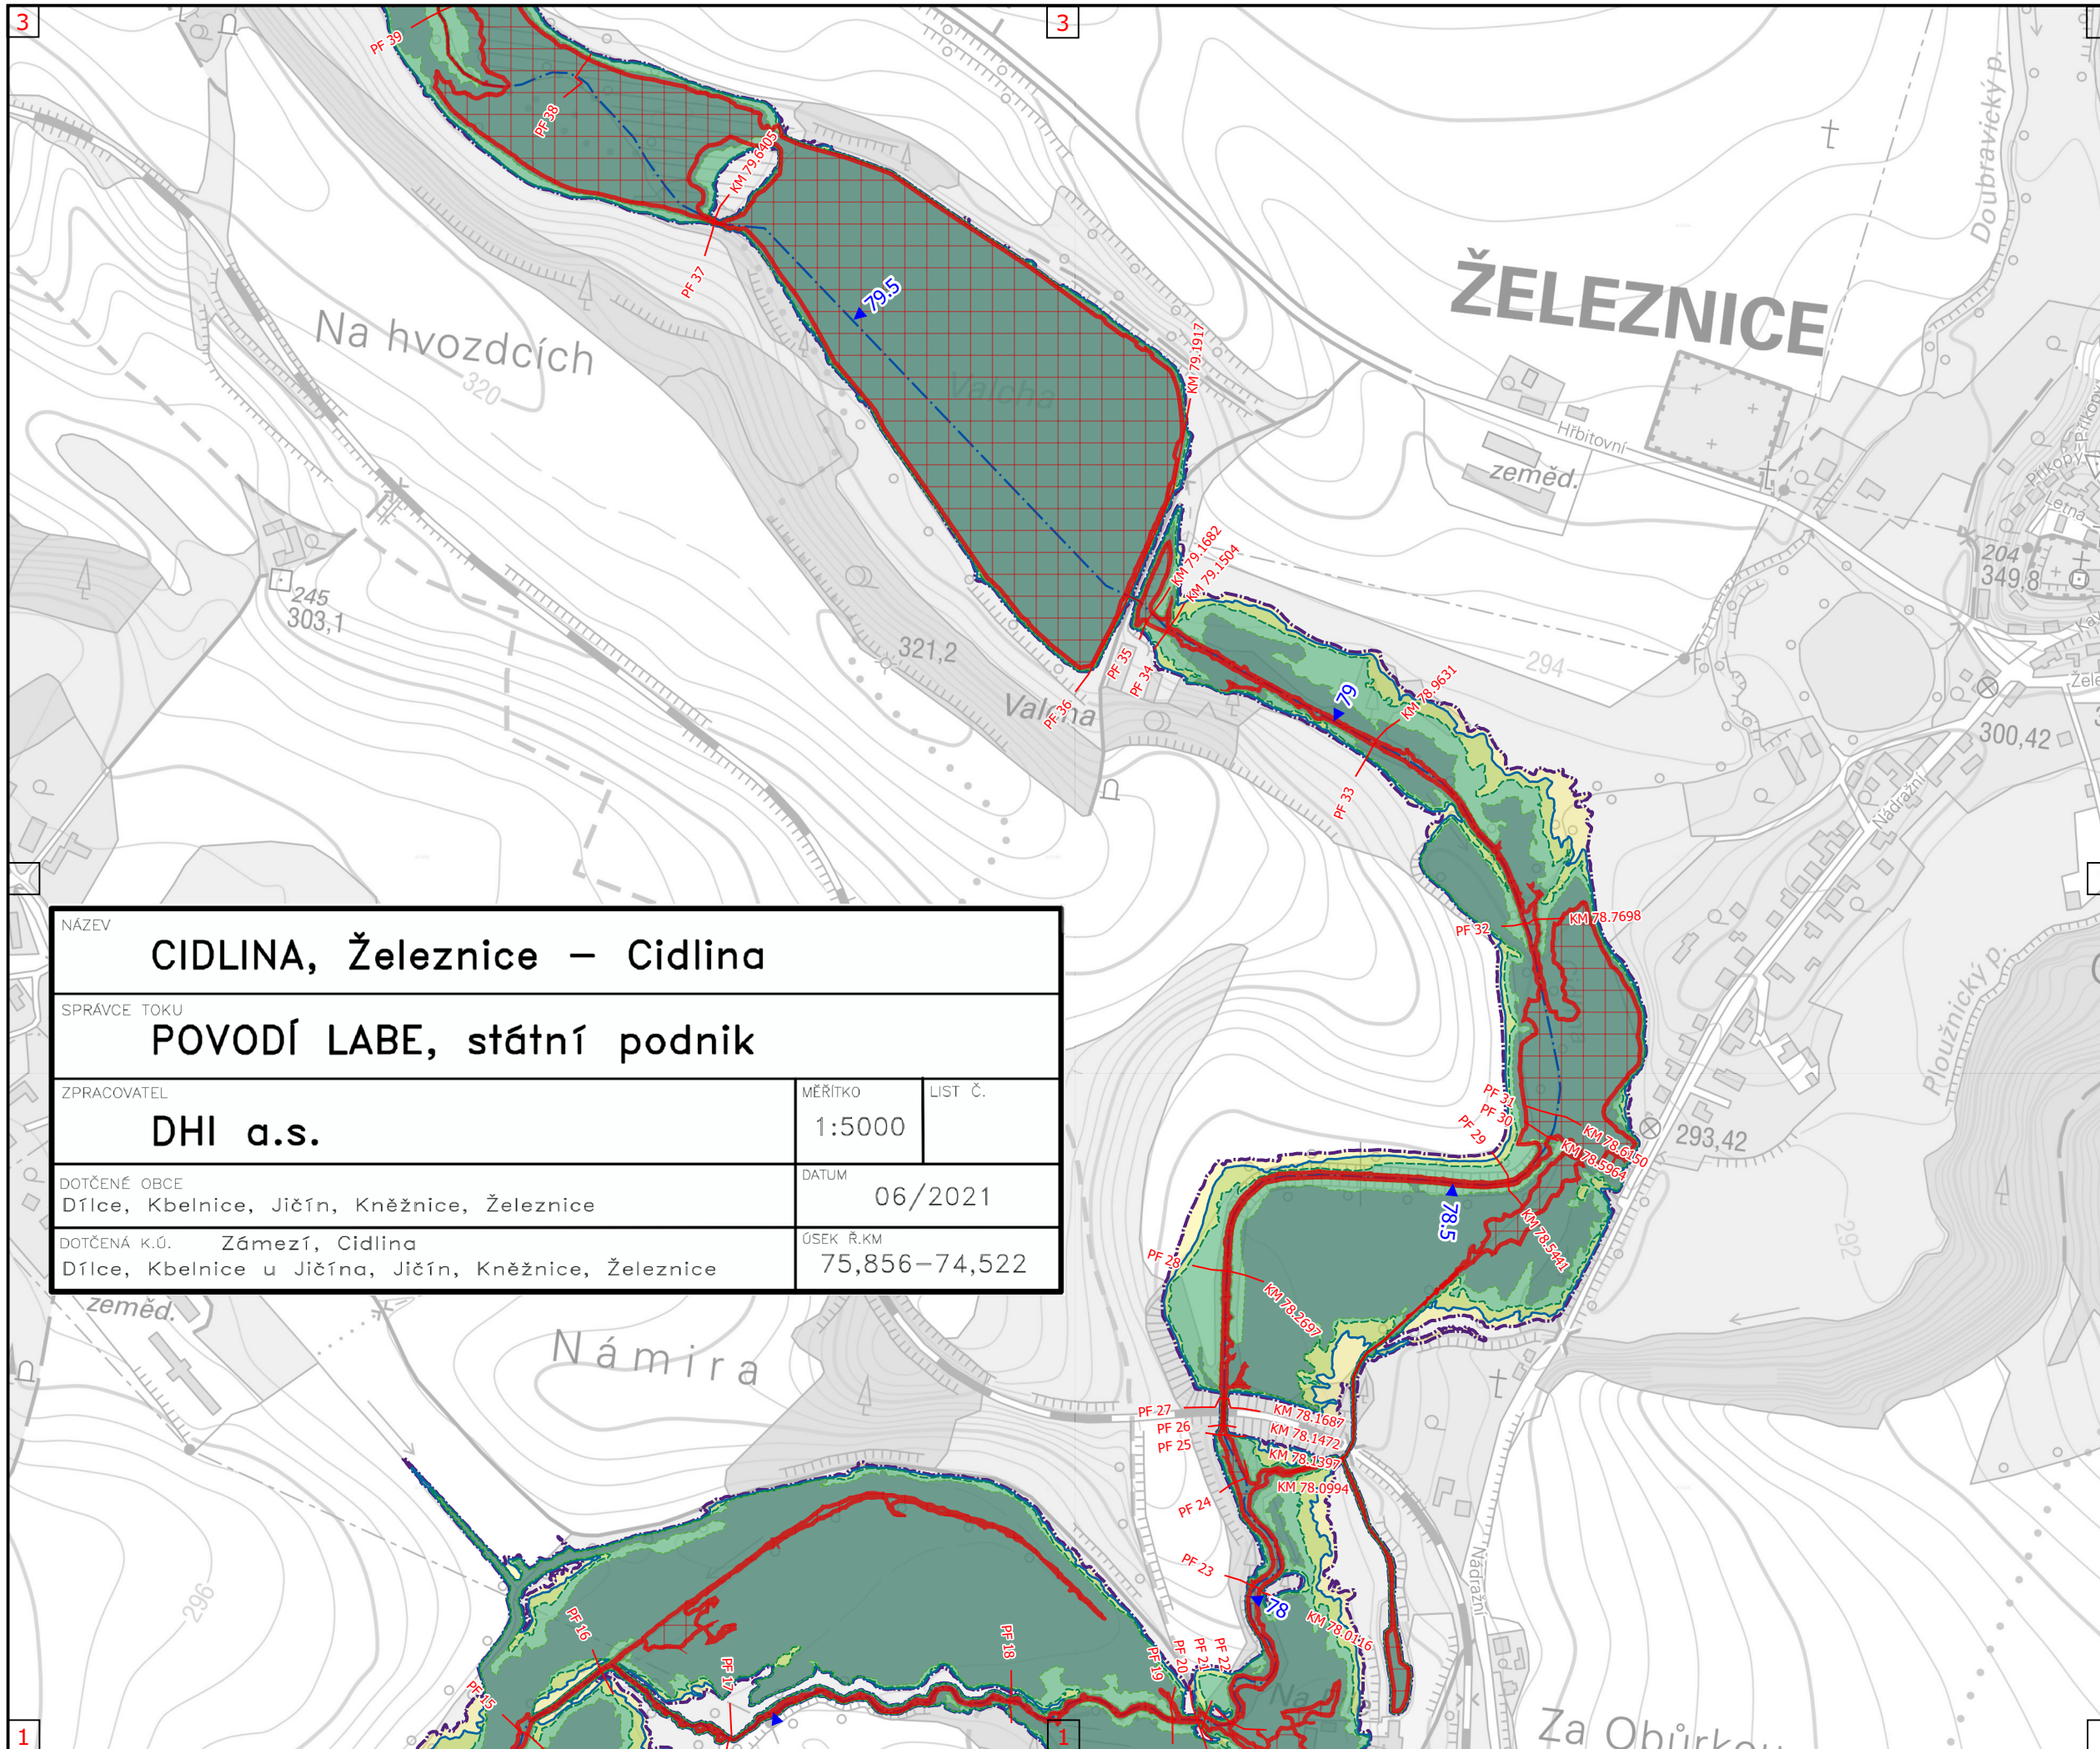 3
3
PF 39
PF 38
KM 79.6405
PF 37
79.5
Na hvozdcích
320
Valcha
KM 79.1917
ŽELEZNICE
Doubravický p.
Hřbitovní
zeměd.
Příkopy
Letná
204
349,8
245
303,1
321,2
KM 79.1682
KM 79.1504
PF 35
PF 34
PF 36
Valcha
294
79
KM 78.9631
PF 33
300,42
Nádražní
KM 78.7698
PF 32
Cidlina
Ploužnický p.
NÁZEV
CIDLINA, Železnice – Cidlina
SPRÁVCE TOKU
POVODÍ LABE, státní podnik
ZPRACOVATEL
DHI a.s.
MĚŘÍTKO
1:5000
LIST Č.
DOTČENÉ OBCE
Dílce, Kbelnice, Jičín, Kněžnice, Železnice
DATUM
06/2021
DOTČENÁ K.Ú. Zámezí, Cidlina
Dílce, Kbelnice u Jičína, Jičín, Kněžnice, Železnice
ÚSEK Ř.KM
75,856–74,522
PF 31
PF 30
PF 29
KM 78.6150
KM 78.5964
293,42
78.5
KM 78.5441
292
PF 28
KM 78.2697
zeměd.
Námira
PF 27
PF 26
PF 25
KM 78.1687
KM 78.1472
KM 78.1397
KM 78.0994
PF 24
PF 23
78
KM 78.0116
Nádražní
296
PF 16
PF 15
PF 17
PF 18
PF 19
PF 20
PF 21
PF 22
Na
Za Obůrkou
1
1